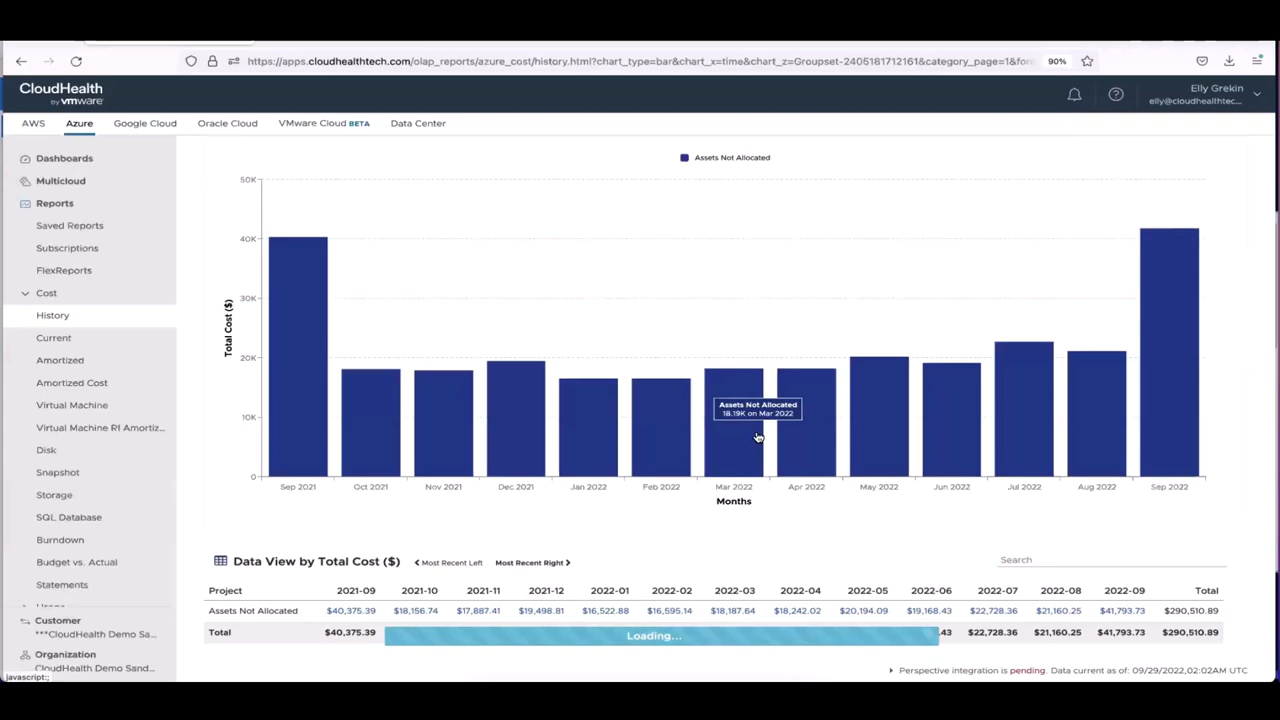 https://apps.cloudhealthtech.com/olap_reports/azure_cost/history.html?chart_type=bar&chart_x=time&chart_z=Groupset-2405181712161&category_page=1&for
90%
CloudHealth
by vmware
Elly Grekin
elly@cloudhealthtec...
AWS Azure Google Cloud Oracle Cloud VMware Cloud BETA Data Center
Dashboards
Multicloud
Reports
Saved Reports
Subscriptions
FlexReports
Cost
History
Current
Amortized
Amortized Cost
Virtual Machine
Virtual Machine RI Amortiz...
Disk
Snapshot
Storage
SQL Database
Burndown
Budget vs. Actual
Statements
Customer
***CloudHealth Demo Sa...
Organization
CloudHealth Demo Sand...
javascript:;
Assets Not Allocated
50K
40K
30K
20K
10K
0
Total Cost ($)
Assets Not Allocated
18.19K on Mar 2022
Sep 2021 Oct 2021 Nov 2021 Dec 2021 Jan 2022 Feb 2022 Mar 2022 Apr 2022 May 2022 Jun 2022 Jul 2022 Aug 2022 Sep 2022
Months
Data View by Total Cost ($) Most Recent Left Most Recent Right Search
Project 2021-09 2021-10 2021-11 2021-12 2022-01 2022-02 2022-03 2022-04 2022-05 2022-06 2022-07 2022-08 2022-09 Total
Assets Not Allocated $40,375.39 $18,156.74 $17,887.41 $19,498.81 $16,522.88 $16,595.14 $18,187.64 $18,242.02 $20,194.09 $19,168.43 $22,728.36 $21,160.25 $41,793.73 $290,510.89
Total $40,375.39 Loading... .43 $22,728.36 $21,160.25 $41,793.73 $290,510.89
Perspective integration is pending. Data current as of: 09/29/2022,02:02AM UTC